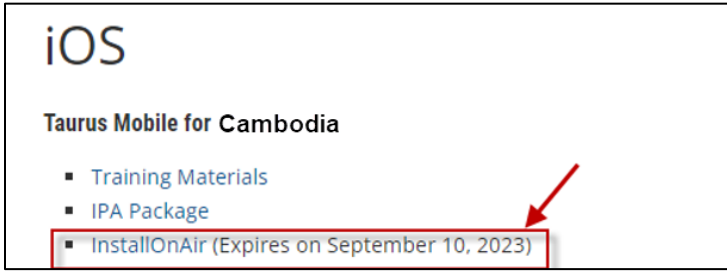 iOS
Taurus Mobile for Cambodia
Training Materials
IPA Package
InstallOnAir (Expires on September 10, 2023)